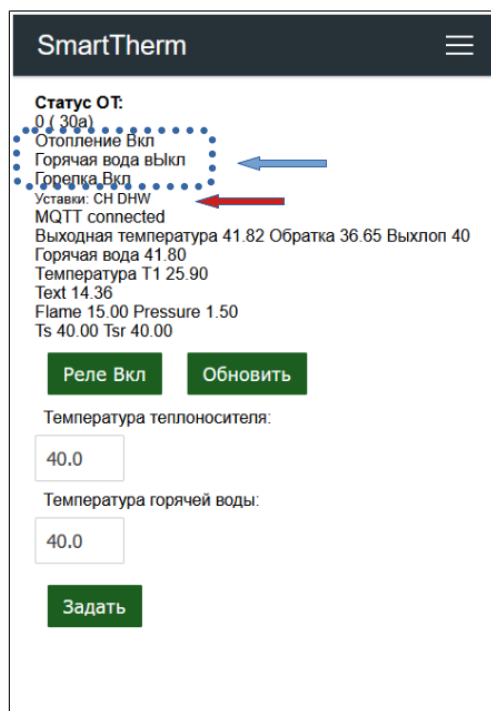 SmartTherm
Статус ОТ:
0 ( 30a)
Отопление Вкл
Горячая вода вЫкл
Горелка Вкл
Уставки: CH DHW
MQTT connected
Выходная температура 41.82 Обратка 36.65 Выхлоп 40
Горячая вода 41.80
Температура T1 25.90
Text 14.36
Flame 15.00 Pressure 1.50
Ts 40.00 Tsr 40.00
Реле Вкл
Обновить
Температура теплоносителя:
40.0
Температура горячей воды:
40.0
Задать